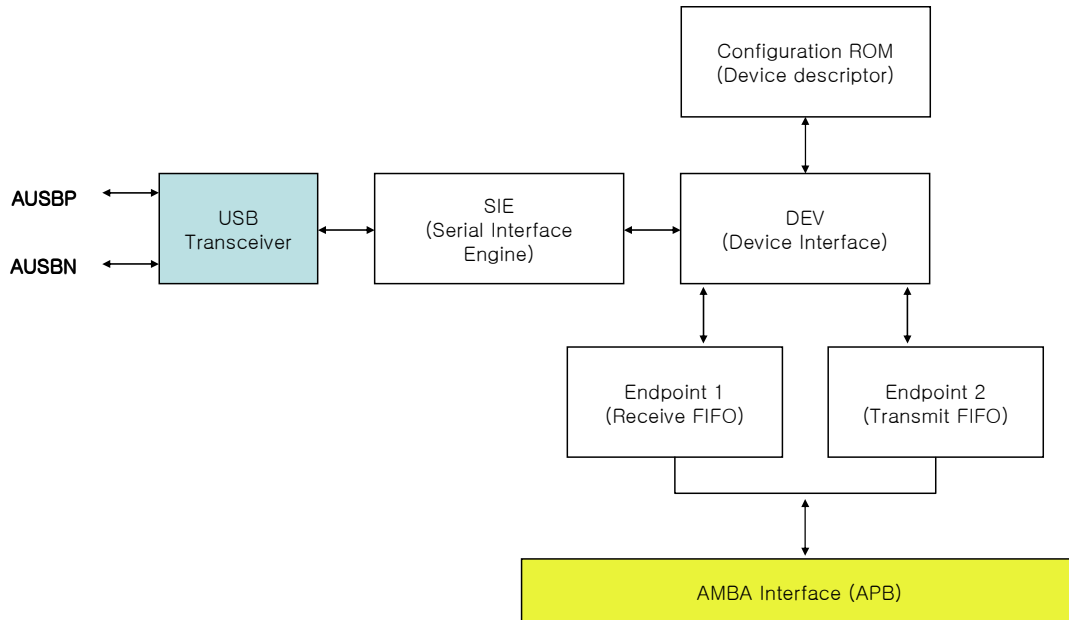 Configuration ROM
(Device descriptor)
AUSBP
AUSBN
USB
Transceiver
SIE
(Serial Interface
Engine)
DEV
(Device Interface)
Endpoint 1
(Receive FIFO)
Endpoint 2
(Transmit FIFO)
AMBA Interface (APB)